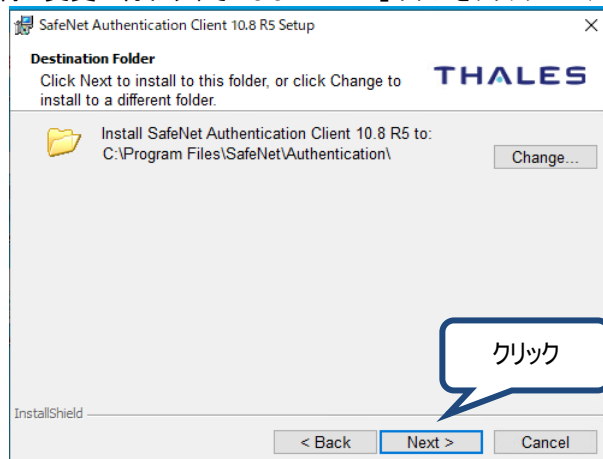 SafeNet Authentication Client 10.8 R5 Setup
Destination Folder
Click Next to install to this folder, or click Change to
install to a different folder.
THALES
Install SafeNet Authentication Client 10.8 R5 to:
C:\Program Files\SafeNet\Authentication\
Change...
クリック
InstallShield
< Back
Next >
Cancel